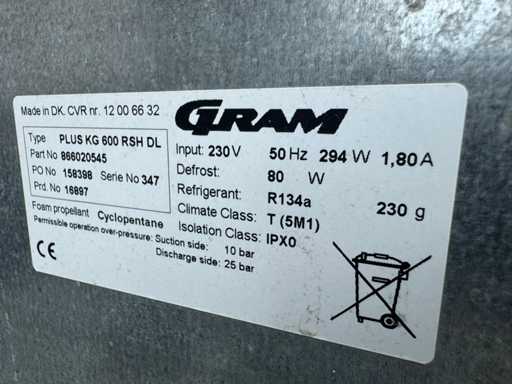 Made in DK. CVR nr. 12 00 66 32
GRAM
Type PLUS KG 600 RSH DL
Part No 866020545
PO No 158398 Serie No 347
Prd. No 16897
Input: 230 V 50 Hz 294 W 1,80 A
Defrost: 80 W
Refrigerant: R134a 230 g
Climate Class: T (5M1)
Isolation Class: IPX0
Foam propellant Cyclopentane
Permissible operation over-pressure: Suction side: 10 bar
Discharge side: 25 bar
CE